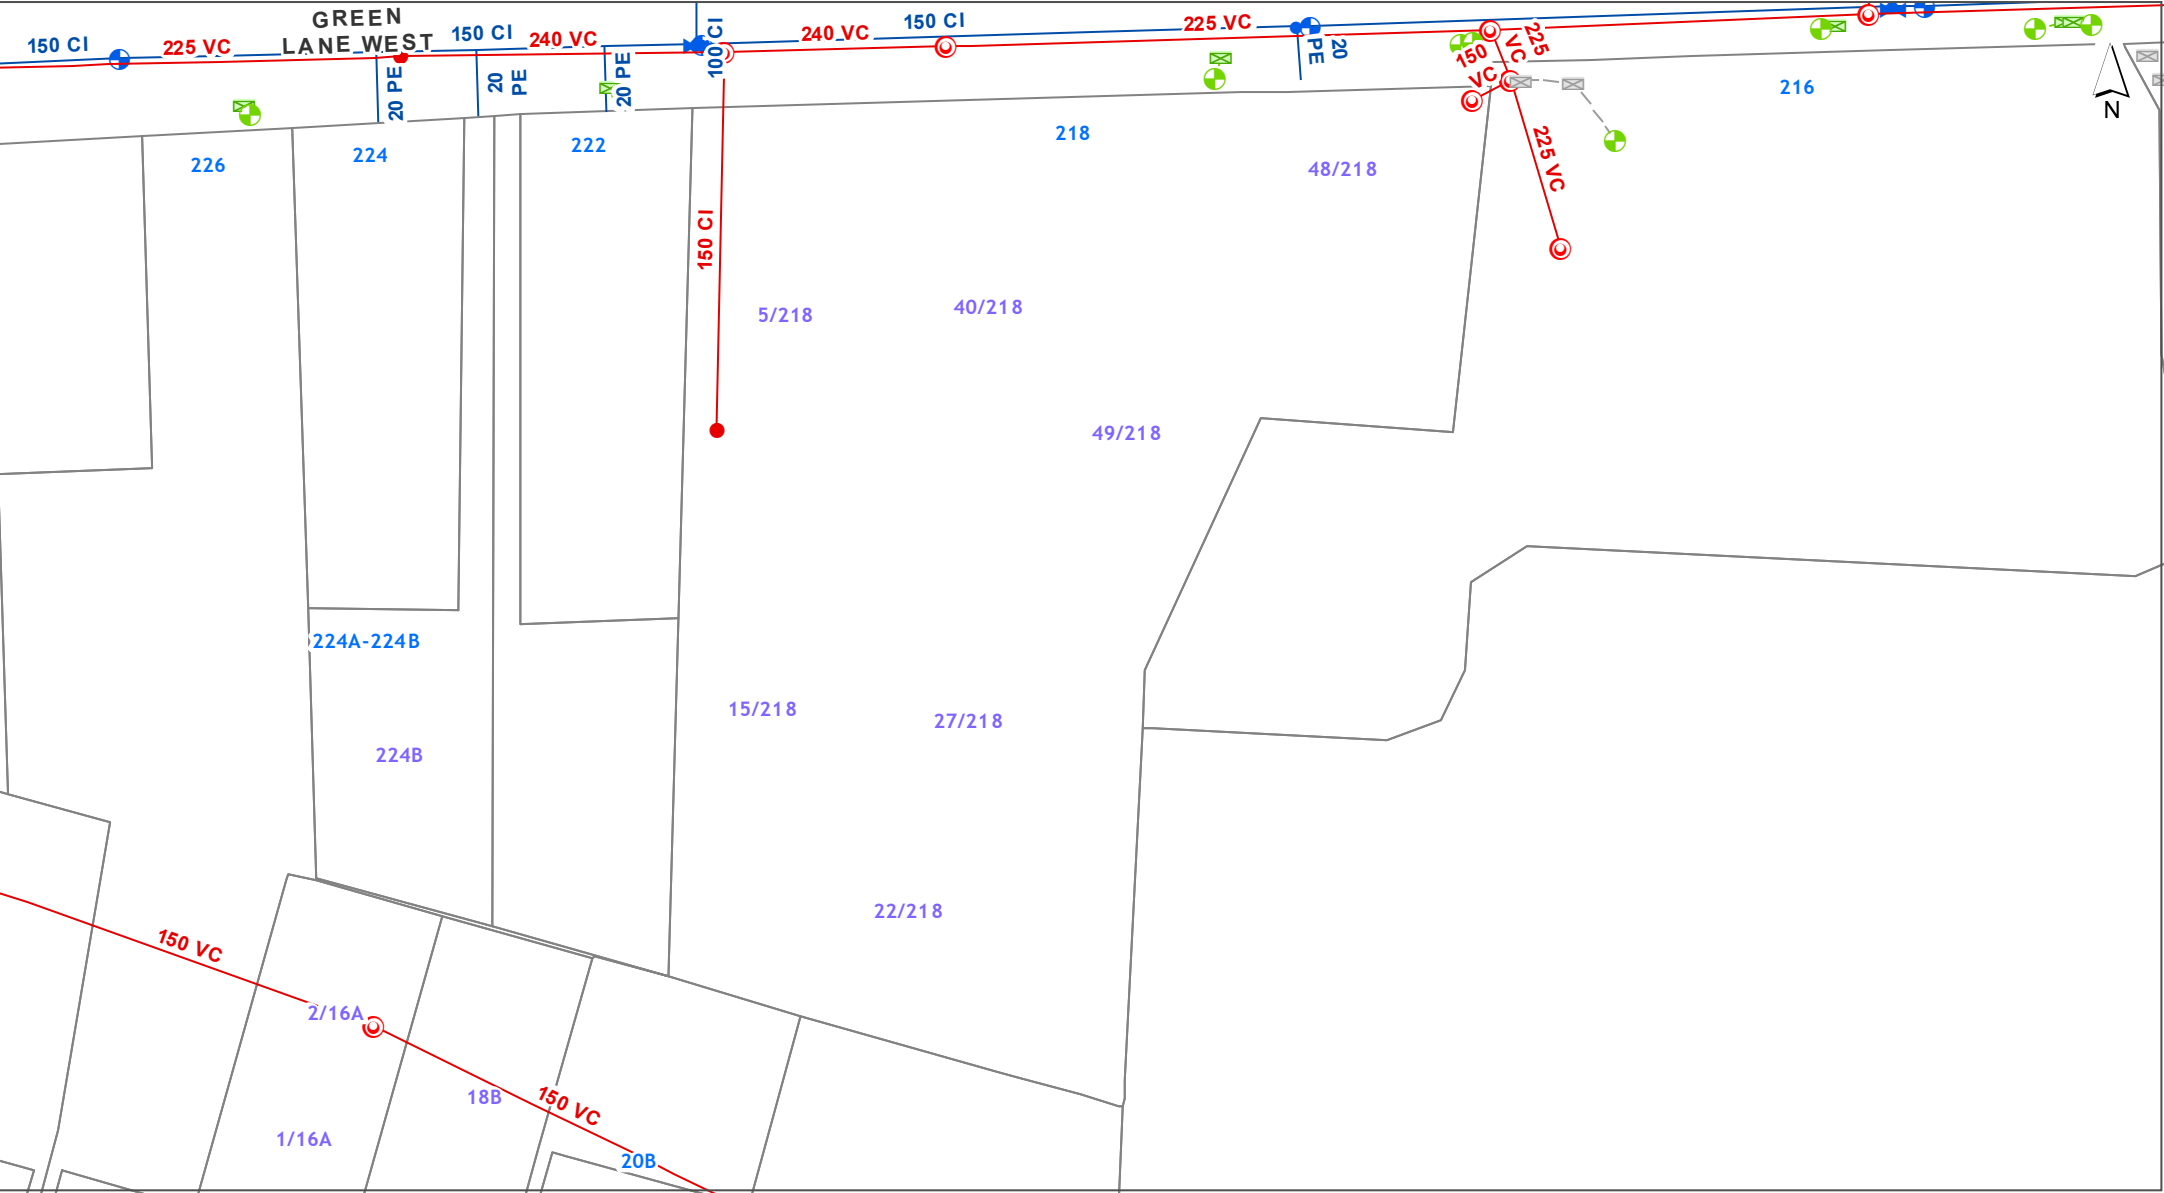 GREEN
LANE WEST
150 CI
225 VC
150 CI
240 VC
100 CI
240 VC
150 CI
225 VC
20 PE
20
PE
20 PE
20
PE
225
VC
150
VC
225 VC
216
N
226
224
222
218
48/218
150 CI
5/218
40/218
49/218
224A-224B
224B
15/218
27/218
22/218
150 VC
2/16A
18B
150 VC
1/16A
20B